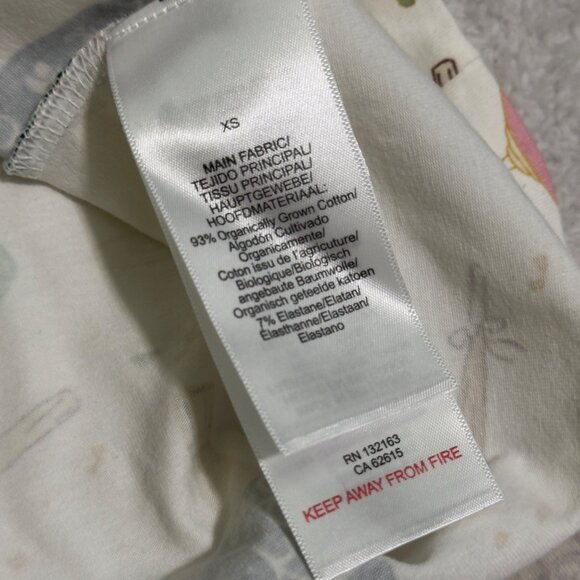 XS
MAIN FABRIC/
TEJIDO PRINCIPAL/
TISSU PRINCIPAL/
HAUPTGEWEBE/
HOOFDMATERIAAL:
93% Organically Grown Cotton/
Algodón Cultivado
Organicamente/
Coton issu de l'agriculture/
Biologique/Biologisch
angebaute Baumwolle/
Organisch geteelde katoen
7% Elastane/Elatan/
Élasthanne/Elastaan/
Elastano
RN 132163
CA 62615
KEEP AWAY FROM FIRE